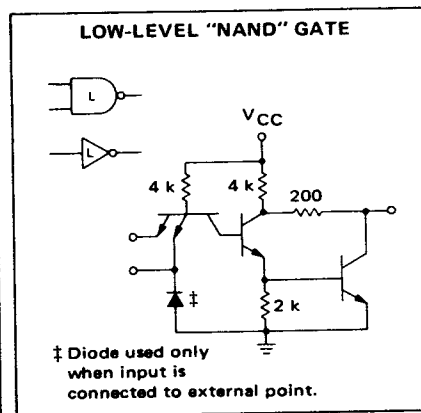 LOW-LEVEL “NAND” GATE
L
L
VCC
4 k
4 k
200
2 k
‡
‡ Diode used only
when input is
connected to external point.